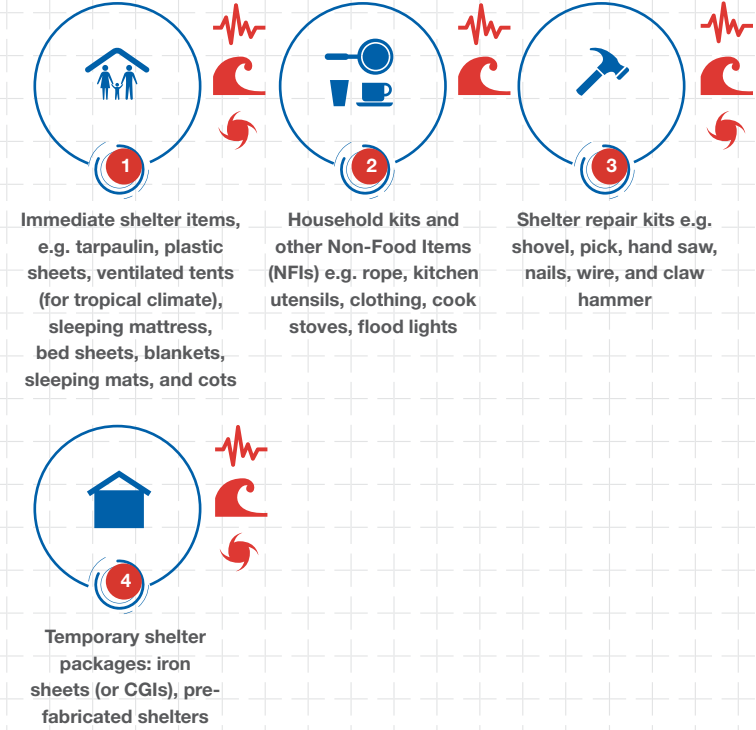 1
Immediate shelter items,
e.g. tarpaulin, plastic
sheets, ventilated tents
(for tropical climate),
sleeping mattress,
bed sheets, blankets,
sleeping mats, and cots
2
Household kits and
other Non-Food Items
(NFIs) e.g. rope, kitchen
utensils, clothing, cook
stoves, flood lights
3
Shelter repair kits e.g.
shovel, pick, hand saw,
nails, wire, and claw
hammer
4
Temporary shelter
packages: iron
sheets (or CGIs), pre-
fabricated shelters